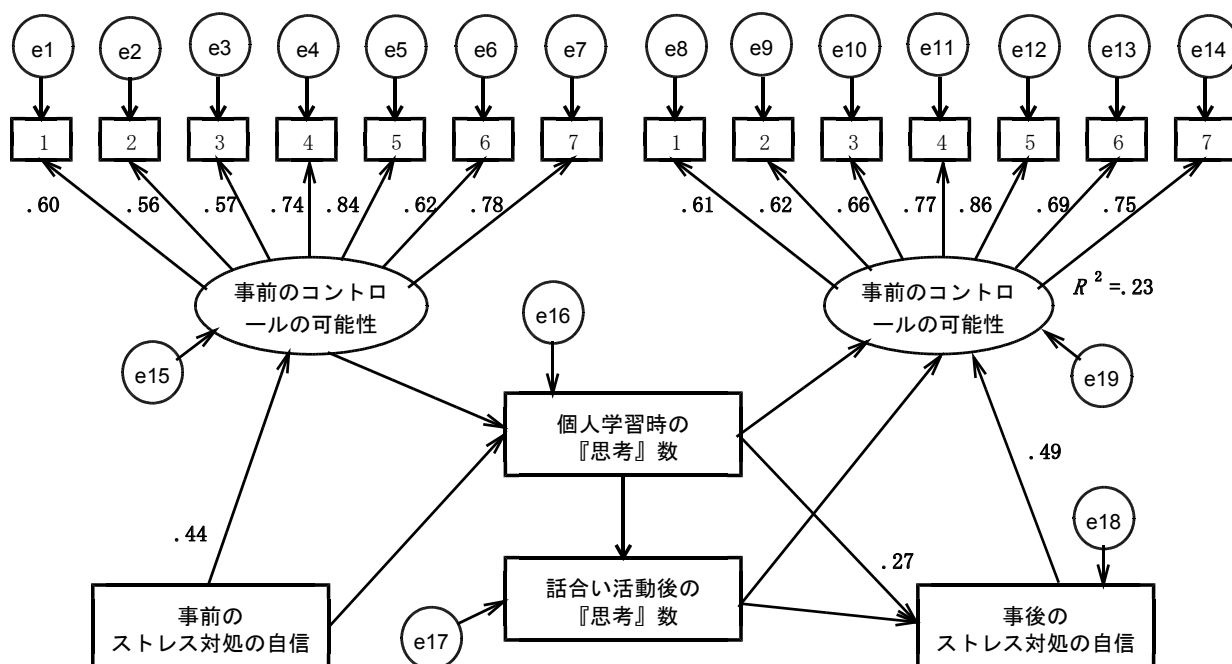 e1 e2 e3 e4 e5 e6 e7 e8 e9 e10 e11 e12 e13 e14
1 2 3 4 5 6 7 1 2 3 4 5 6 7
.60 .56 .57 .74 .84 .62 .78 .61 .62 .66 .77 .86 .69 .75
事前のコントロ
ールの可能性
事前のコントロ
ールの可能性
R² =.23
e15
e16
e19
個人学習時の
『思考』数
.44
.49
e18
.27
話合い活動後の
『思考』数
e17
事前の
ストレス対処の自信
事後の
ストレス対処の自信